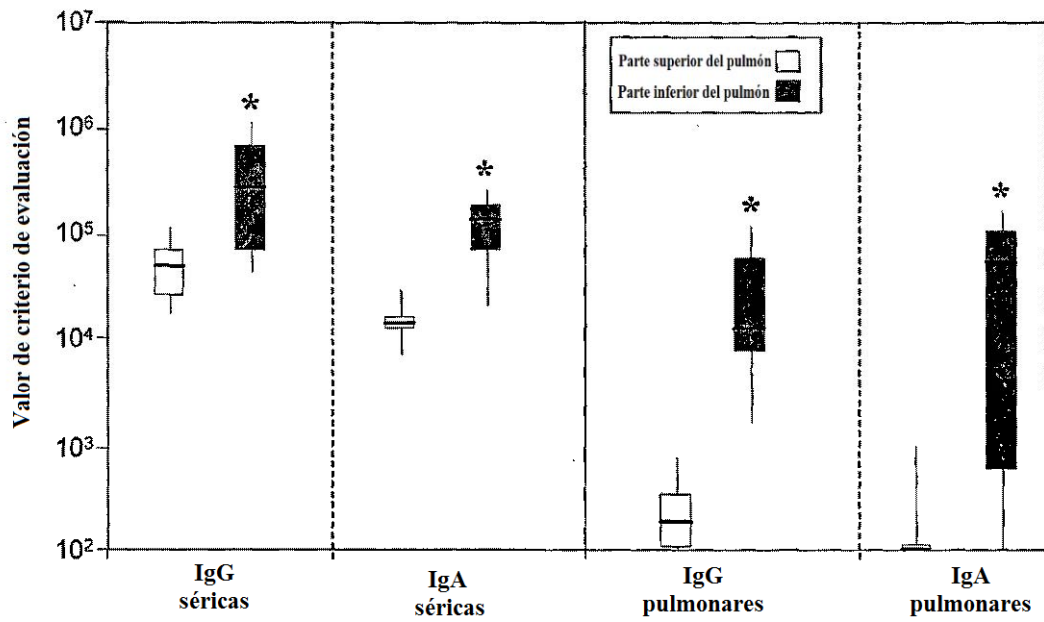 Valor de criterio de evaluación
10⁷
10⁶
10⁵
10⁴
10³
10²
Parte superior del pulmón
Parte inferior del pulmón
*
*
*
*
IgG
séricas
IgA
séricas
IgG
pulmonares
IgA
pulmonares